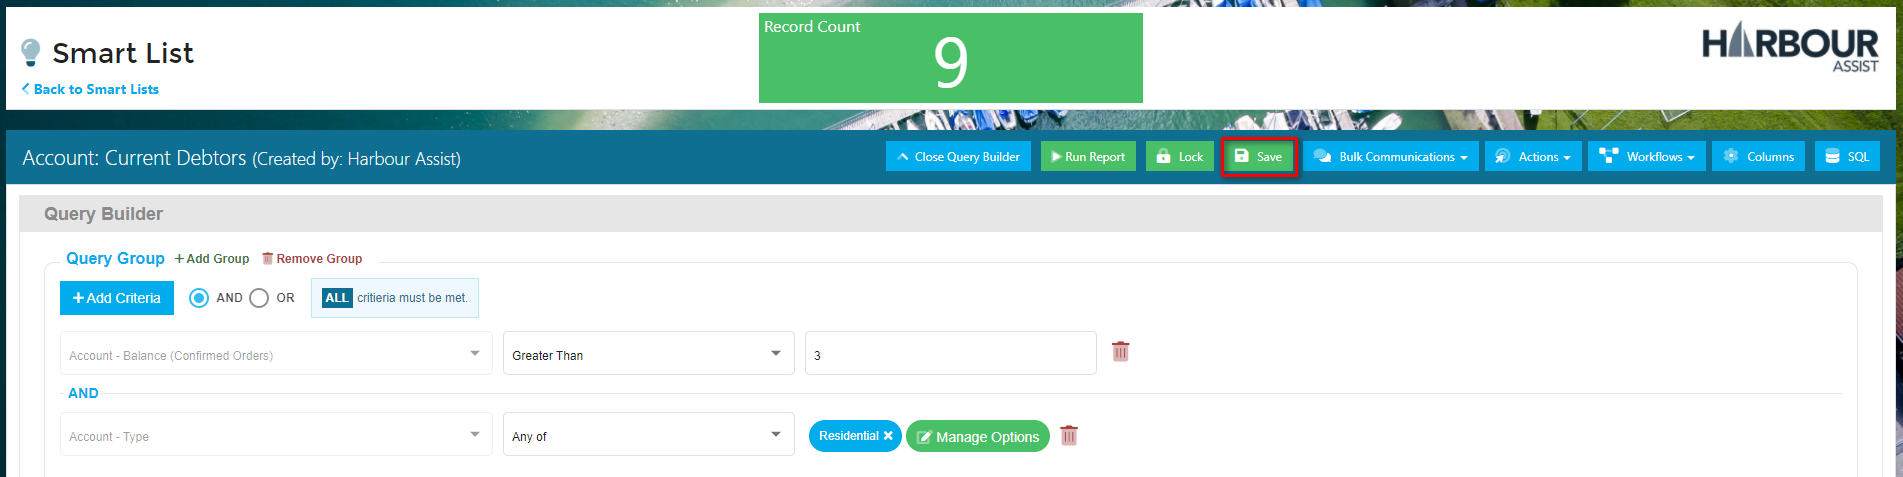 Smart List
Back to Smart Lists
Record Count
9
HARBOUR
ASSIST
Account: Current Debtors (Created by: Harbour Assist)
Close Query Builder
Run Report
Lock
Save
Bulk Communications
Actions
Workflows
Columns
SQL
Query Builder
Query Group + Add Group Remove Group
+ Add Criteria AND OR ALL critieria must be met.
Account - Balance (Confirmed Orders) Greater Than 3
AND
Account - Type Any of Residential × Manage Options